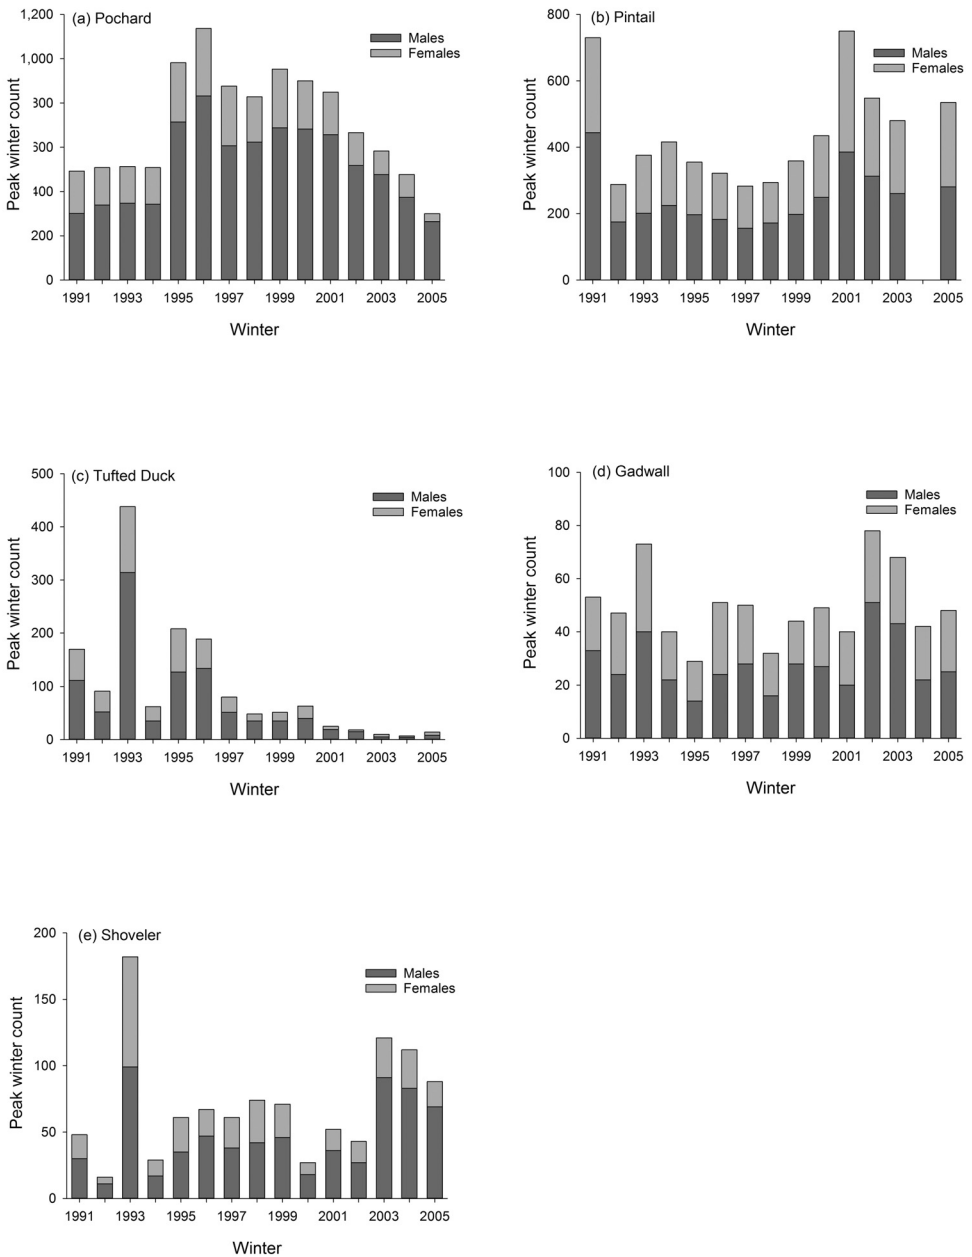 (a) Pochard
Males
Females
Peak winter count
1,200
1,000
800
600
400
200
0
1991 1993 1995 1997 1999 2001 2003 2005
Winter
(b) Pintail
Males
Females
Peak winter count
800
600
400
200
0
1991 1993 1995 1997 1999 2001 2003 2005
Winter
(c) Tufted Duck
Males
Females
Peak winter count
500
400
300
200
100
0
1991 1993 1995 1997 1999 2001 2003 2005
Winter
(d) Gadwall
Males
Females
Peak winter count
100
80
60
40
20
0
1991 1993 1995 1997 1999 2001 2003 2005
Winter
(e) Shoveler
Males
Females
Peak winter count
200
150
100
50
0
1991 1993 1995 1997 1999 2001 2003 2005
Winter